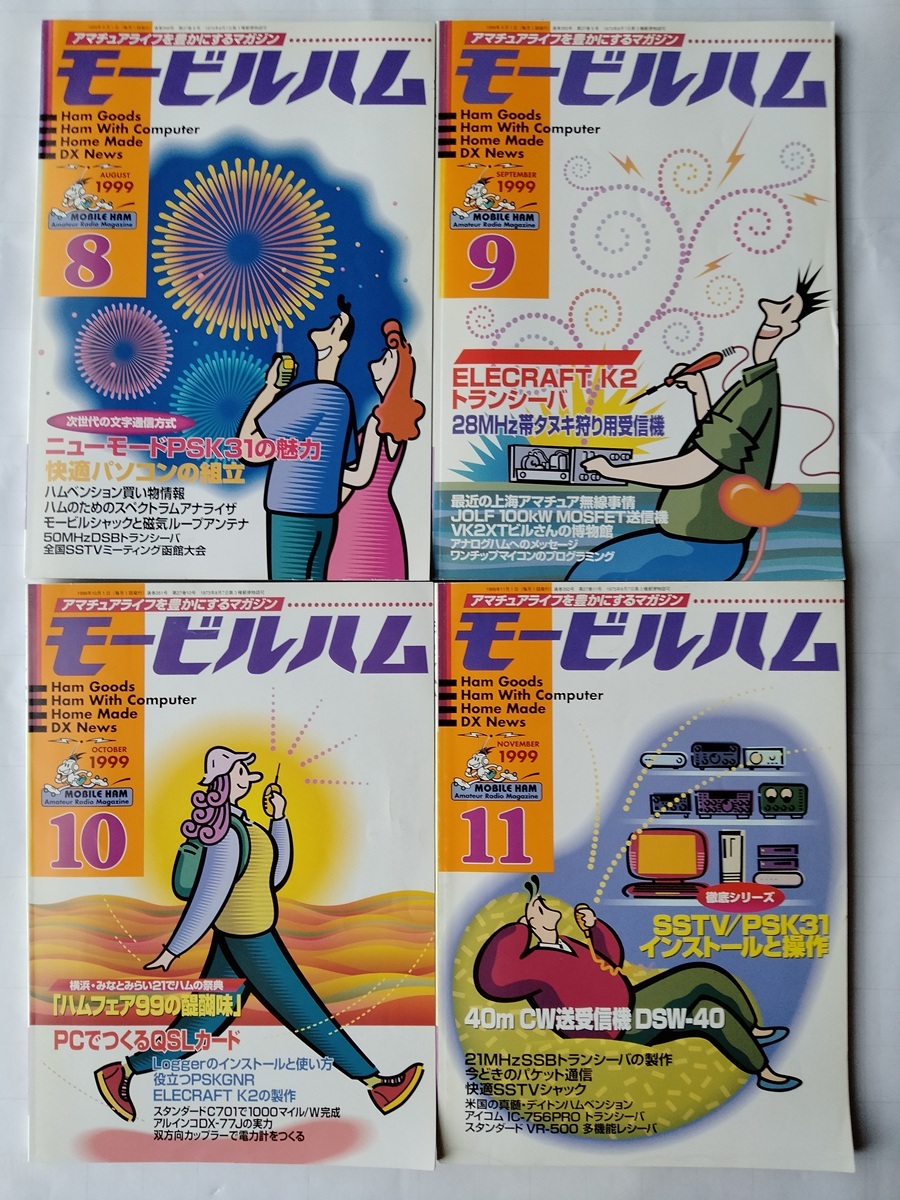 アマチュアライフを豊かにするマガジン
モービルハム
Ham Goods
Ham With Computer
Home Made
DX News
AUGUST
1999
MOBILE HAM
Amateur Radio Magazine
8
次世代の文字通信方式
ニューモードPSK31の魅力
快適パソコンの組立
ハムベンション買い物情報
ハムのためのスペクトラムアナライザ
モービルシャックと磁気ループアンテナ
50MHzDSBトランシーバ
全国SSTVミーティング函館大会
アマチュアライフを豊かにするマガジン
モービルハム
Ham Goods
Ham With Computer
Home Made
DX News
SEPTEMBER
1999
MOBILE HAM
Amateur Radio Magazine
9
ELECRAFT K2
トランシーバ
28MHz帯タヌキ狩り用受信機
最近の上海アマチュア無線事情
JOLF 100kW MOSFET送信機
VK2XTビルさんの博物館
アナログハムへのメッセージ
ワンチップマイコンのプログラミング
アマチュアライフを豊かにするマガジン
モービルハム
Ham Goods
Ham With Computer
Home Made
DX News
OCTOBER
1999
MOBILE HAM
Amateur Radio Magazine
10
横浜・みなとみらい21でハムの祭典
「ハムフェア99の醍醐味」
PCでつくるQSLカード
Loggerのインストールと使い方
役立つPSKGNR
ELECRAFT K2の製作
スタンダードC701で1000マイル/W完成
アルインコDX-77Jの実力
双方向カップラーで電力計をつくる
アマチュアライフを豊かにするマガジン
モービルハム
Ham Goods
Ham With Computer
Home Made
DX News
NOVEMBER
1999
MOBILE HAM
Amateur Radio Magazine
11
徹底シリーズ
SSTV/PSK31
インストールと操作
40m CW送受信機 DSW-40
21MHzSSBトランシーバの製作
今どきのパケット通信
快適SSTVシャック
米国の真髄・デイトンハムベンション
アイコム IC-756PRO トランシーバ
スタンダード VR-500 多機能レシーバ